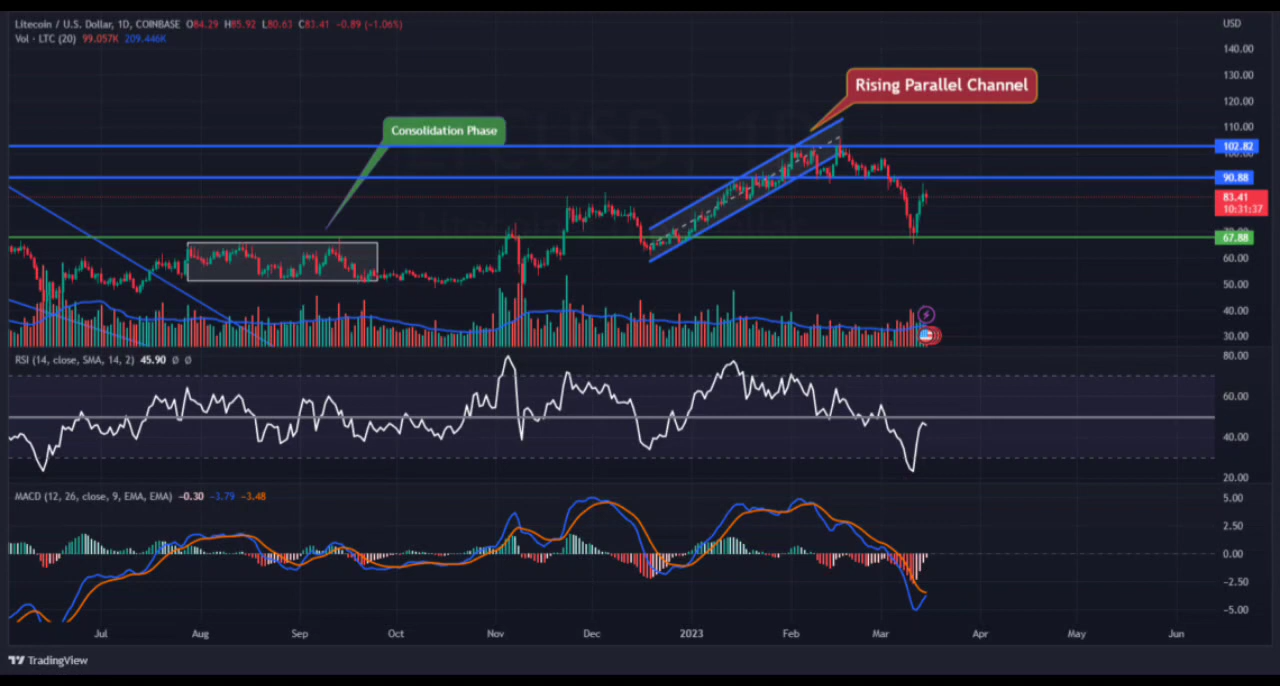 Litecoin / U.S. Dollar, 1D, COINBASE O84.29 H85.92 L80.63 C83.41 -0.89 (-1.06%)
USD
Vol · LTC (20) 99.057K 209.446K
140.00
130.00
120.00
110.00
102.82
100.00
90.88
83.41
10:31:37
67.88
60.00
50.00
40.00
30.00
Rising Parallel Channel
Consolidation Phase
RSI (14, close, SMA, 14, 2) 45.90 Ø Ø
80.00
60.00
40.00
20.00
MACD (12, 26, close, 9, EMA, EMA) -0.30 -3.79 -3.48
5.00
2.50
0.00
-2.50
-5.00
Jul Aug Sep Oct Nov Dec 2023 Feb Mar Apr May Jun
TradingView